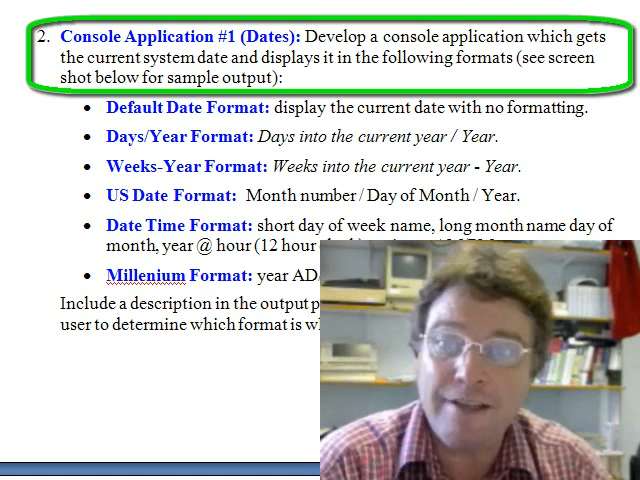 2. Console Application #1 (Dates): Develop a console application which gets
the current system date and displays it in the following formats (see screen
shot below for sample output):
• Default Date Format: display the current date with no formatting.
• Days/Year Format: Days into the current year / Year.
• Weeks-Year Format: Weeks into the current year - Year.
• US Date Format: Month number / Day of Month / Year.
• Date Time Format: short day of week name, long month name day of
month, year @ hour (12 hour
• Millenium Format: year AD
Include a description in the output
user to determine which format is